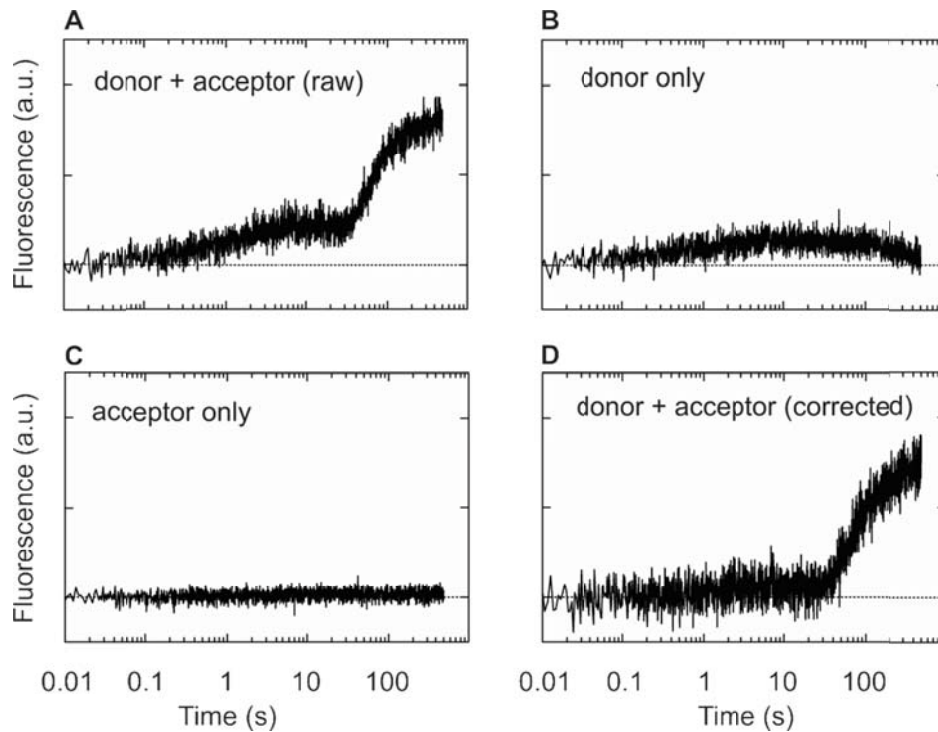 A
B
Fluorescence (a.u.)
donor + acceptor (raw)
donor only
C
D
Fluorescence (a.u.)
acceptor only
donor + acceptor (corrected)
0.01 0.1 1 10 100
0.01 0.1 1 10 100
Time (s)
Time (s)